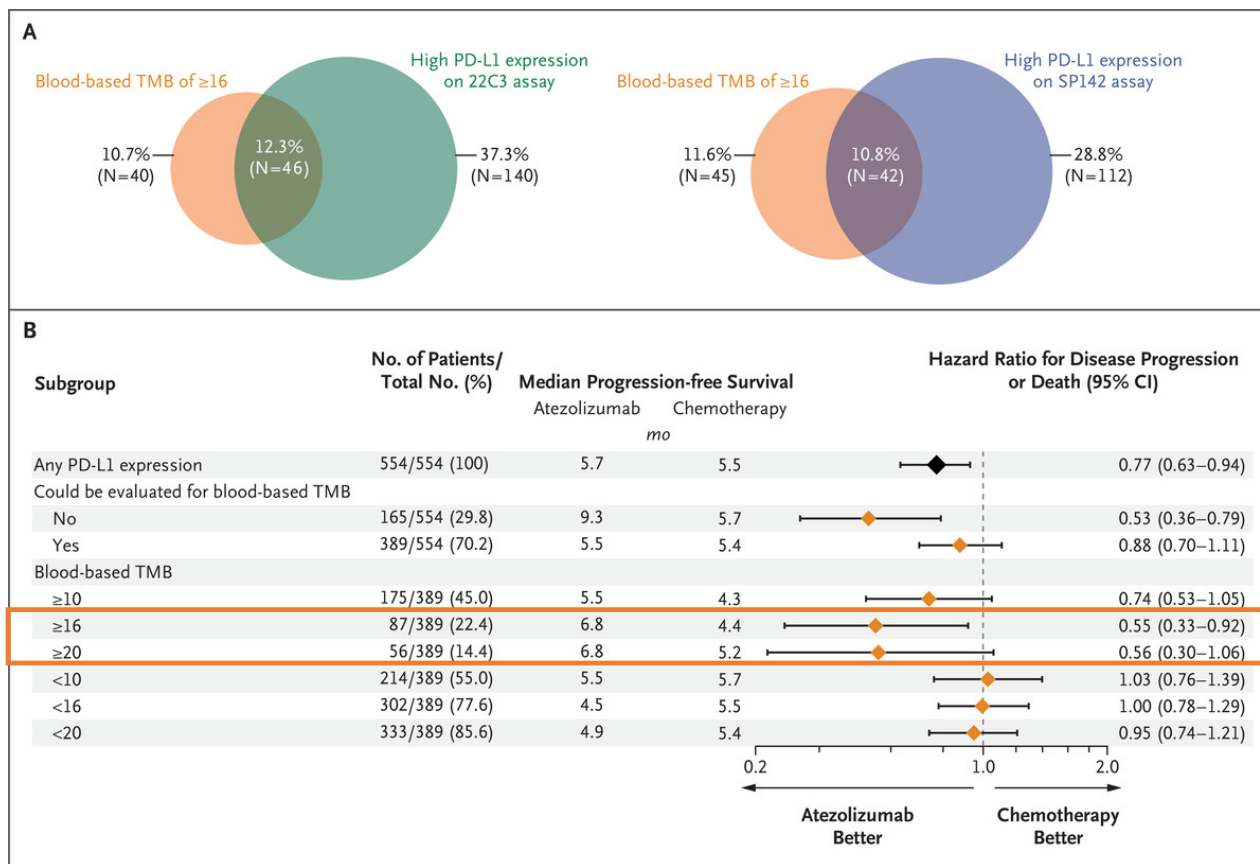 A
Blood-based TMB of ≥16
High PD-L1 expression
on 22C3 assay
10.7%
(N=40)
12.3%
(N=46)
37.3%
(N=140)
Blood-based TMB of ≥16
High PD-L1 expression
on SP142 assay
11.6%
(N=45)
10.8%
(N=42)
28.8%
(N=112)
B
Subgroup
No. of Patients/
Total No. (%)
Median Progression-free Survival
Hazard Ratio for Disease Progression
or Death (95% CI)
Atezolizumab Chemotherapy
mo
Any PD-L1 expression 554/554 (100) 5.7 5.5 0.77 (0.63–0.94)
Could be evaluated for blood-based TMB
No 165/554 (29.8) 9.3 5.7 0.53 (0.36–0.79)
Yes 389/554 (70.2) 5.5 5.4 0.88 (0.70–1.11)
Blood-based TMB
≥10 175/389 (45.0) 5.5 4.3 0.74 (0.53–1.05)
≥16 87/389 (22.4) 6.8 4.4 0.55 (0.33–0.92)
≥20 56/389 (14.4) 6.8 5.2 0.56 (0.30–1.06)
<10 214/389 (55.0) 5.5 5.7 1.03 (0.76–1.39)
<16 302/389 (77.6) 4.5 5.5 1.00 (0.78–1.29)
<20 333/389 (85.6) 4.9 5.4 0.95 (0.74–1.21)
0.2 1.0 2.0
Atezolizumab
Better
Chemotherapy
Better